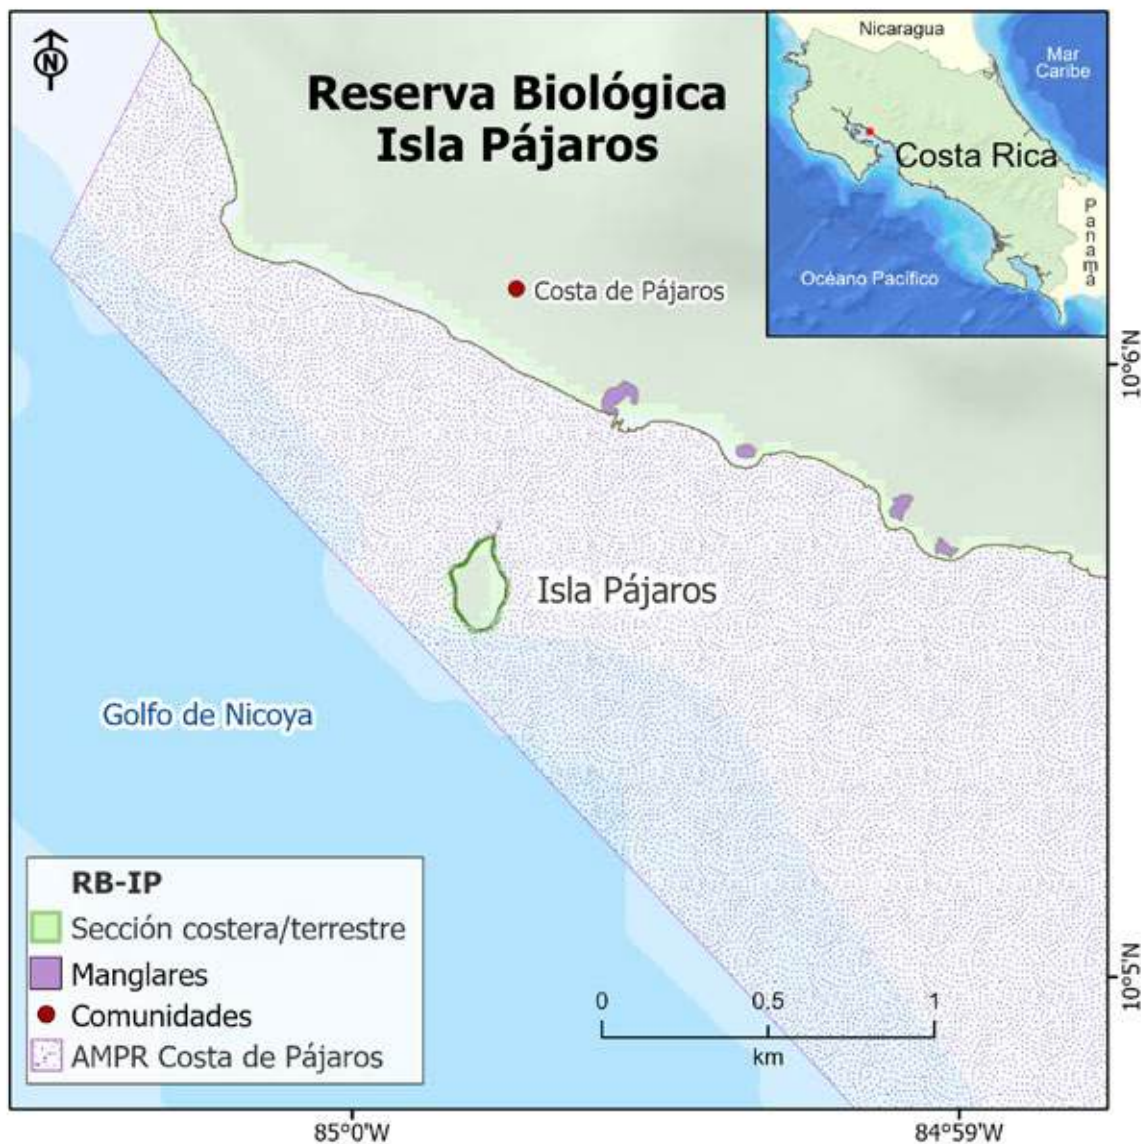 N
Reserva Biológica
Isla Pájaros
Nicaragua
Mar
Caribe
Costa Rica
Panamá
Océano Pacífico
Costa de Pájaros
10°6'N
Isla Pájaros
Golfo de Nicoya
RB-IP
Sección costera/terrestre
Manglares
Comunidades
AMPR Costa de Pájaros
0 0.5 1
km
10°5'N
85°0'W 84°59'W